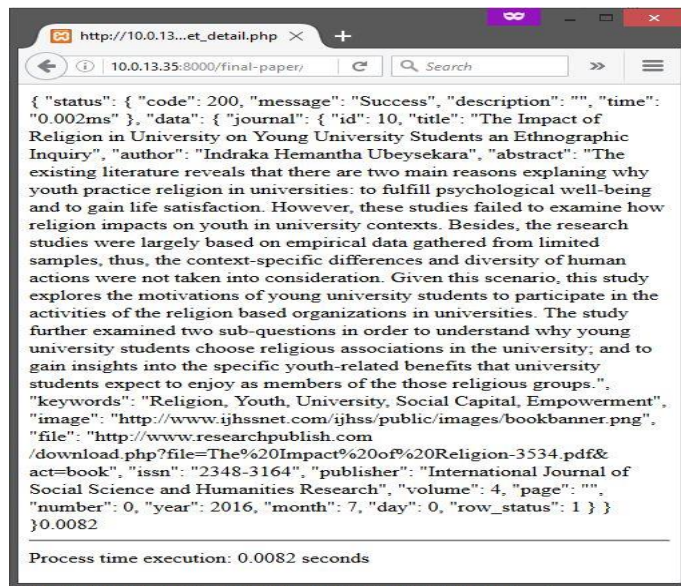 http://10.0.13...et_detail.php
10.0.13.35:8000/final-paper/
Search
{ "status": { "code": 200, "message": "Success", "description": "", "time":
"0.002ms" }, "data": { "journal": { "id": 10, "title": "The Impact of
Religion in University on Young University Students an Ethnographic
Inquiry", "author": "Indraka Hemantha Ubeysekara", "abstract": "The
existing literature reveals that there are two main reasons explaning why
youth practice religion in universities: to fulfill psychological well-being
and to gain life satisfaction. However, these studies failed to examine how
religion impacts on youth in university contexts. Besides, the research
studies were largely based on empirical data gathered from limited
samples, thus, the context-specific differences and diversity of human
actions were not taken into consideration. Given this scenario, this study
explores the motivations of young university students to participate in the
activities of the religion based organizations in universities. The study
further examined two sub-questions in order to understand why young
university students choose religious associations in the university; and to
gain insights into the specific youth-related benefits that university
students expect to enjoy as members of the those religious groups.",
"keywords": "Religion, Youth, University, Social Capital, Empowerment",
"image": "http://www.ijhssnet.com/ijhss/public/images/bookbanner.png",
"file": "http://www.researchpublish.com
/download.php?file=The%20Impact%20of%20Religion-3534.pdf&
act=book", "issn": "2348-3164", "publisher": "International Journal of
Social Science and Humanities Research", "volume": 4, "page": "",
"number": 0, "year": 2016, "month": 7, "day": 0, "row_status": 1 } }
}0.0082
Process time execution: 0.0082 seconds